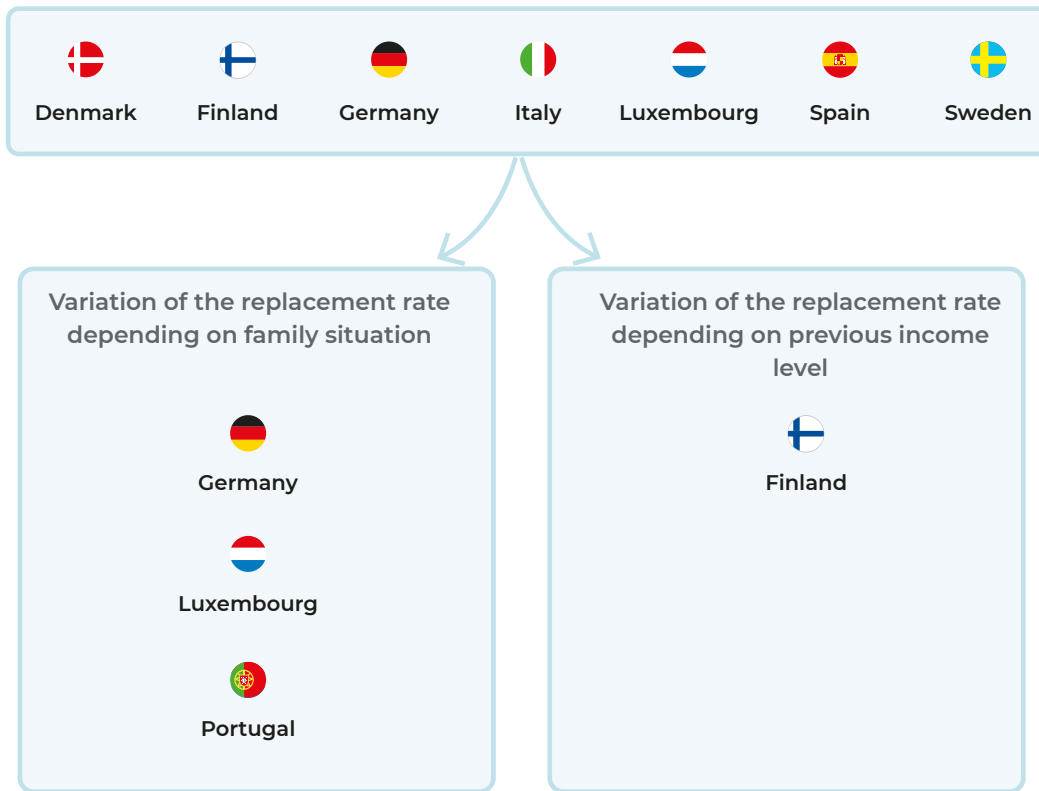 Denmark Finland Germany Italy Luxembourg Spain Sweden
Variation of the replacement rate
depending on family situation
Germany
Luxembourg
Portugal
Variation of the replacement rate
depending on previous income
level
Finland